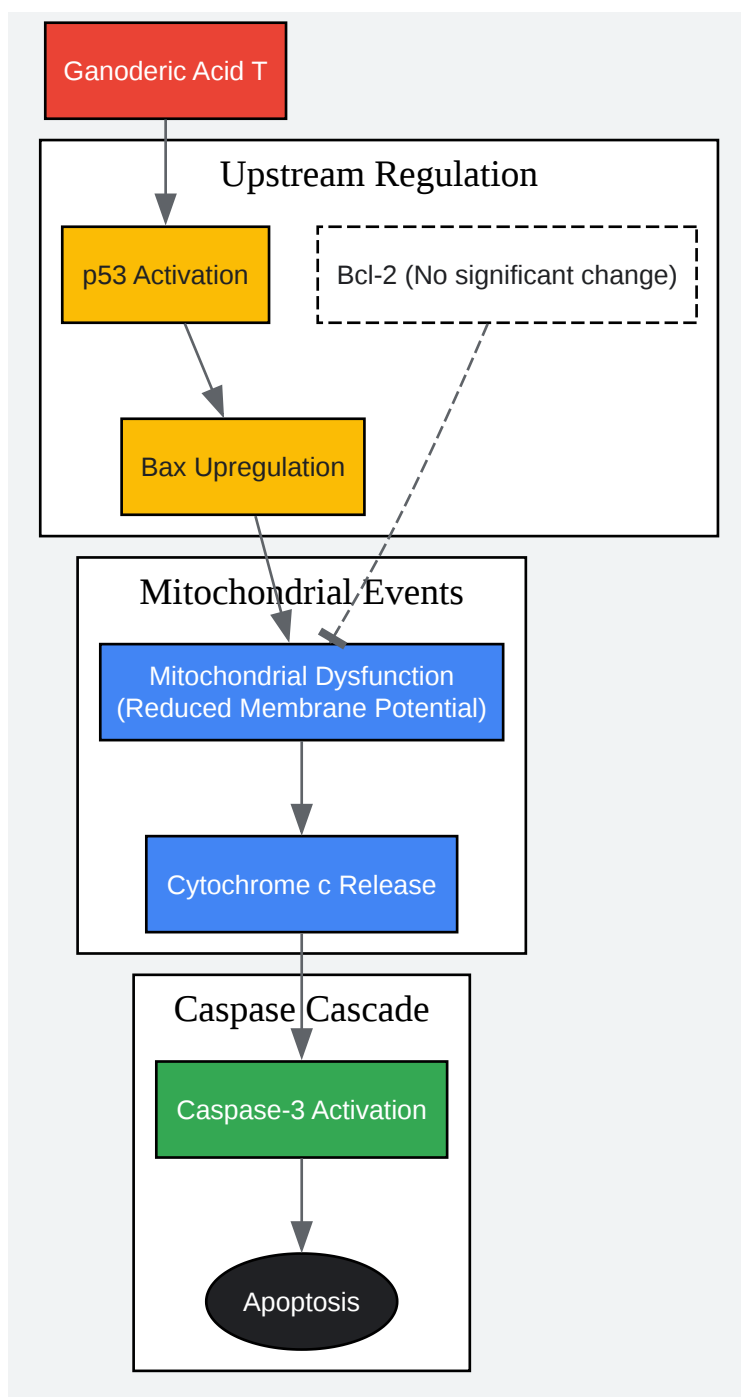 Ganoderic Acid T
Upstream Regulation
p53 Activation
Bcl-2 (No significant change)
Bax Upregulation
Mitochondrial Events
Mitochondrial Dysfunction
(Reduced Membrane Potential)
Cytochrome c Release
Caspase Cascade
Caspase-3 Activation
Apoptosis